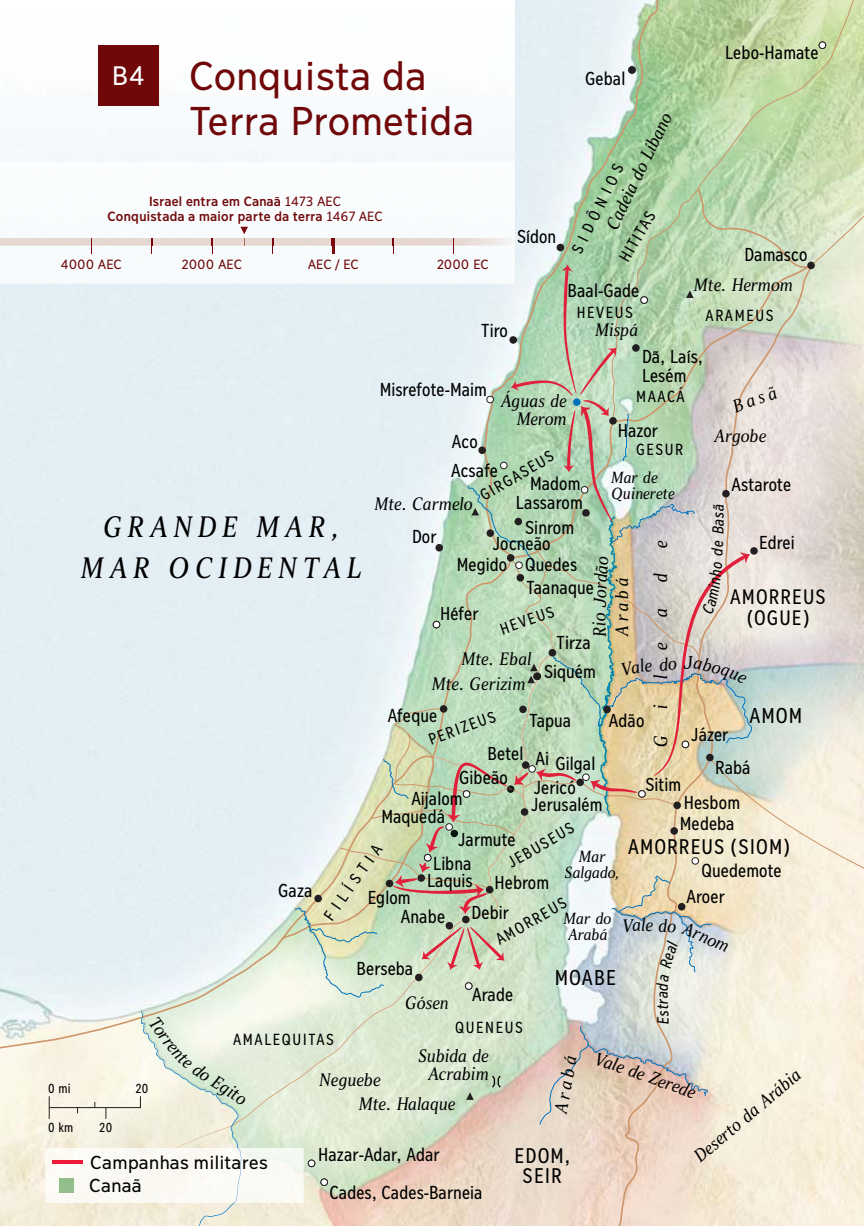 B4
Conquista da
Terra Prometida
Israel entra em Canaã 1473 AEC
Conquistada a maior parte da terra 1467 AEC
4000 AEC
2000 AEC
AEC / EC
2000 EC
Lebo-Hamate
Gebal
Cadeia do Líbano
SIDÔNIOS
HITITAS
Sídon
Damasco
Baal-Gade
Mte. Hermom
HEVEUS
ARAMEUS
Mispá
Tiro
Dã, Laís,
Lesém
MAACÁ
Misrefote-Maim
Águas de
Merom
Basã
Hazor
Argobe
GESUR
Aco
Acsafe
GIRGASEUS
Mar de
Quinerete
Madom
Lassarom
Astarote
Mte. Carmelo
Sinrom
Jocneão
Dor
Edrei
Megido
Quedes
Taanaque
Caminho de Basã
GRANDE MAR,
MAR OCIDENTAL
Rio Jordão
Arabá
Gileade
AMORREUS
(OGUE)
Héfer
HEVEUS
Tirza
Mte. Ebal
Siquém
Mte. Gerizim
Vale do Jaboque
Afeque
PERIZEUS
Tapua
Adão
AMOM
Jázer
Betel
Ai
Gilgal
Rabá
Gibeão
Jericó
Sitim
Aijalom
Jerusalém
Hesbom
Maquedá
Medeba
Jarmute
JEBUSEUS
AMORREUS (SIOM)
Libna
Mar
Salgado,
Quedemote
FILÍSTIA
Laquis
Hebrom
Gaza
Eglom
Aroer
Anabe
Debir
AMORREUS
Mar do
Arabá
Vale do Arnom
Berseba
MOABE
Estrada Real
Arade
Gósen
QUENEUS
AMALEQUITAS
Torrente do Egito
Subida de
Acrabim
Arabá
Vale de Zerede
Neguebe
Mte. Halaque
Deserto da Arábia
0 mi
20
0 km
20
EDOM,
SEIR
Hazar-Adar, Adar
Cades, Cades-Barneia
Campanhas militares
Canaã